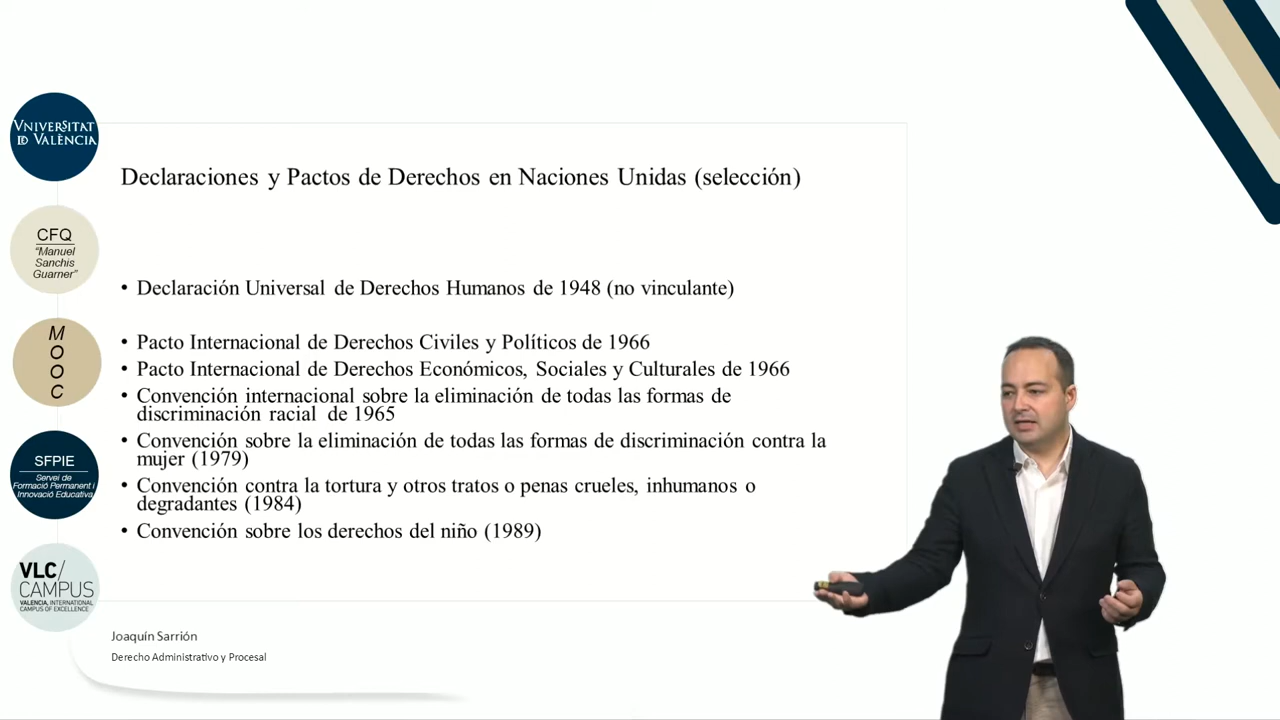 VNIVERSITAT
ID VALÈNCIA
CFQ
"Manuel
Sanchis
Guarner"
M
O
O
C
SFPIE
Servei de
Formació Permanent i
Innovació Educativa
VLC/
CAMPUS
VALENCIA, INTERNATIONAL
CAMPUS OF EXCELLENCE
Declaraciones y Pactos de Derechos en Naciones Unidas (selección)
• Declaración Universal de Derechos Humanos de 1948 (no vinculante)
• Pacto Internacional de Derechos Civiles y Políticos de 1966
• Pacto Internacional de Derechos Económicos, Sociales y Culturales de 1966
• Convención internacional sobre la eliminación de todas las formas de
discriminación racial de 1965
• Convención sobre la eliminación de todas las formas de discriminación contra la
mujer (1979)
• Convención contra la tortura y otros tratos o penas crueles, inhumanos o
degradantes (1984)
• Convención sobre los derechos del niño (1989)
Joaquín Sarrión
Derecho Administrativo y Procesal